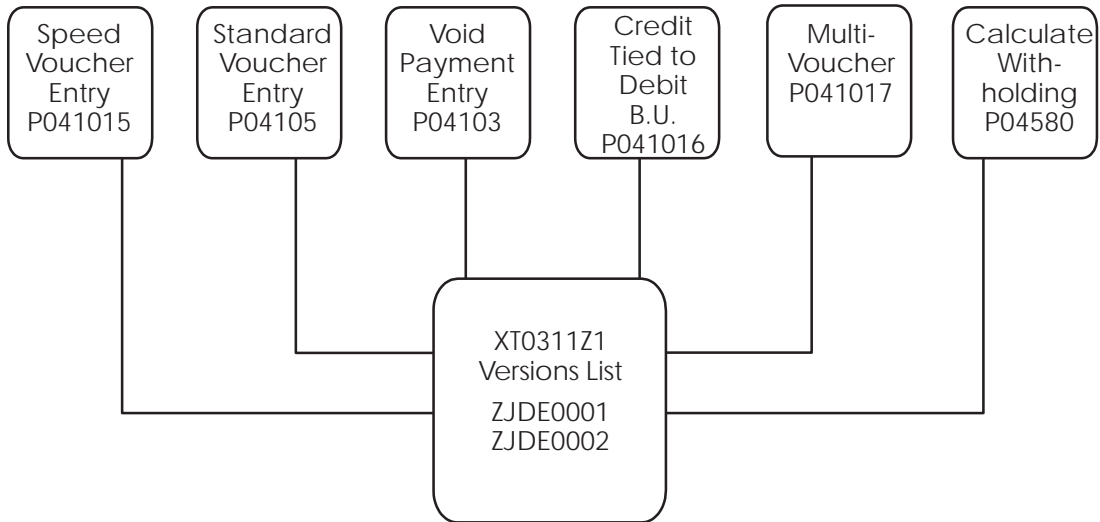 Speed
Voucher
Entry
P041015
Standard
Voucher
Entry
P04105
Void
Payment
Entry
P04103
Credit
Tied to
Debit
B.U.
P041016
Multi-
Voucher
P041017
Calculate
With-
holding
P04580
XT0311Z1
Versions List
ZJDE0001
ZJDE0002